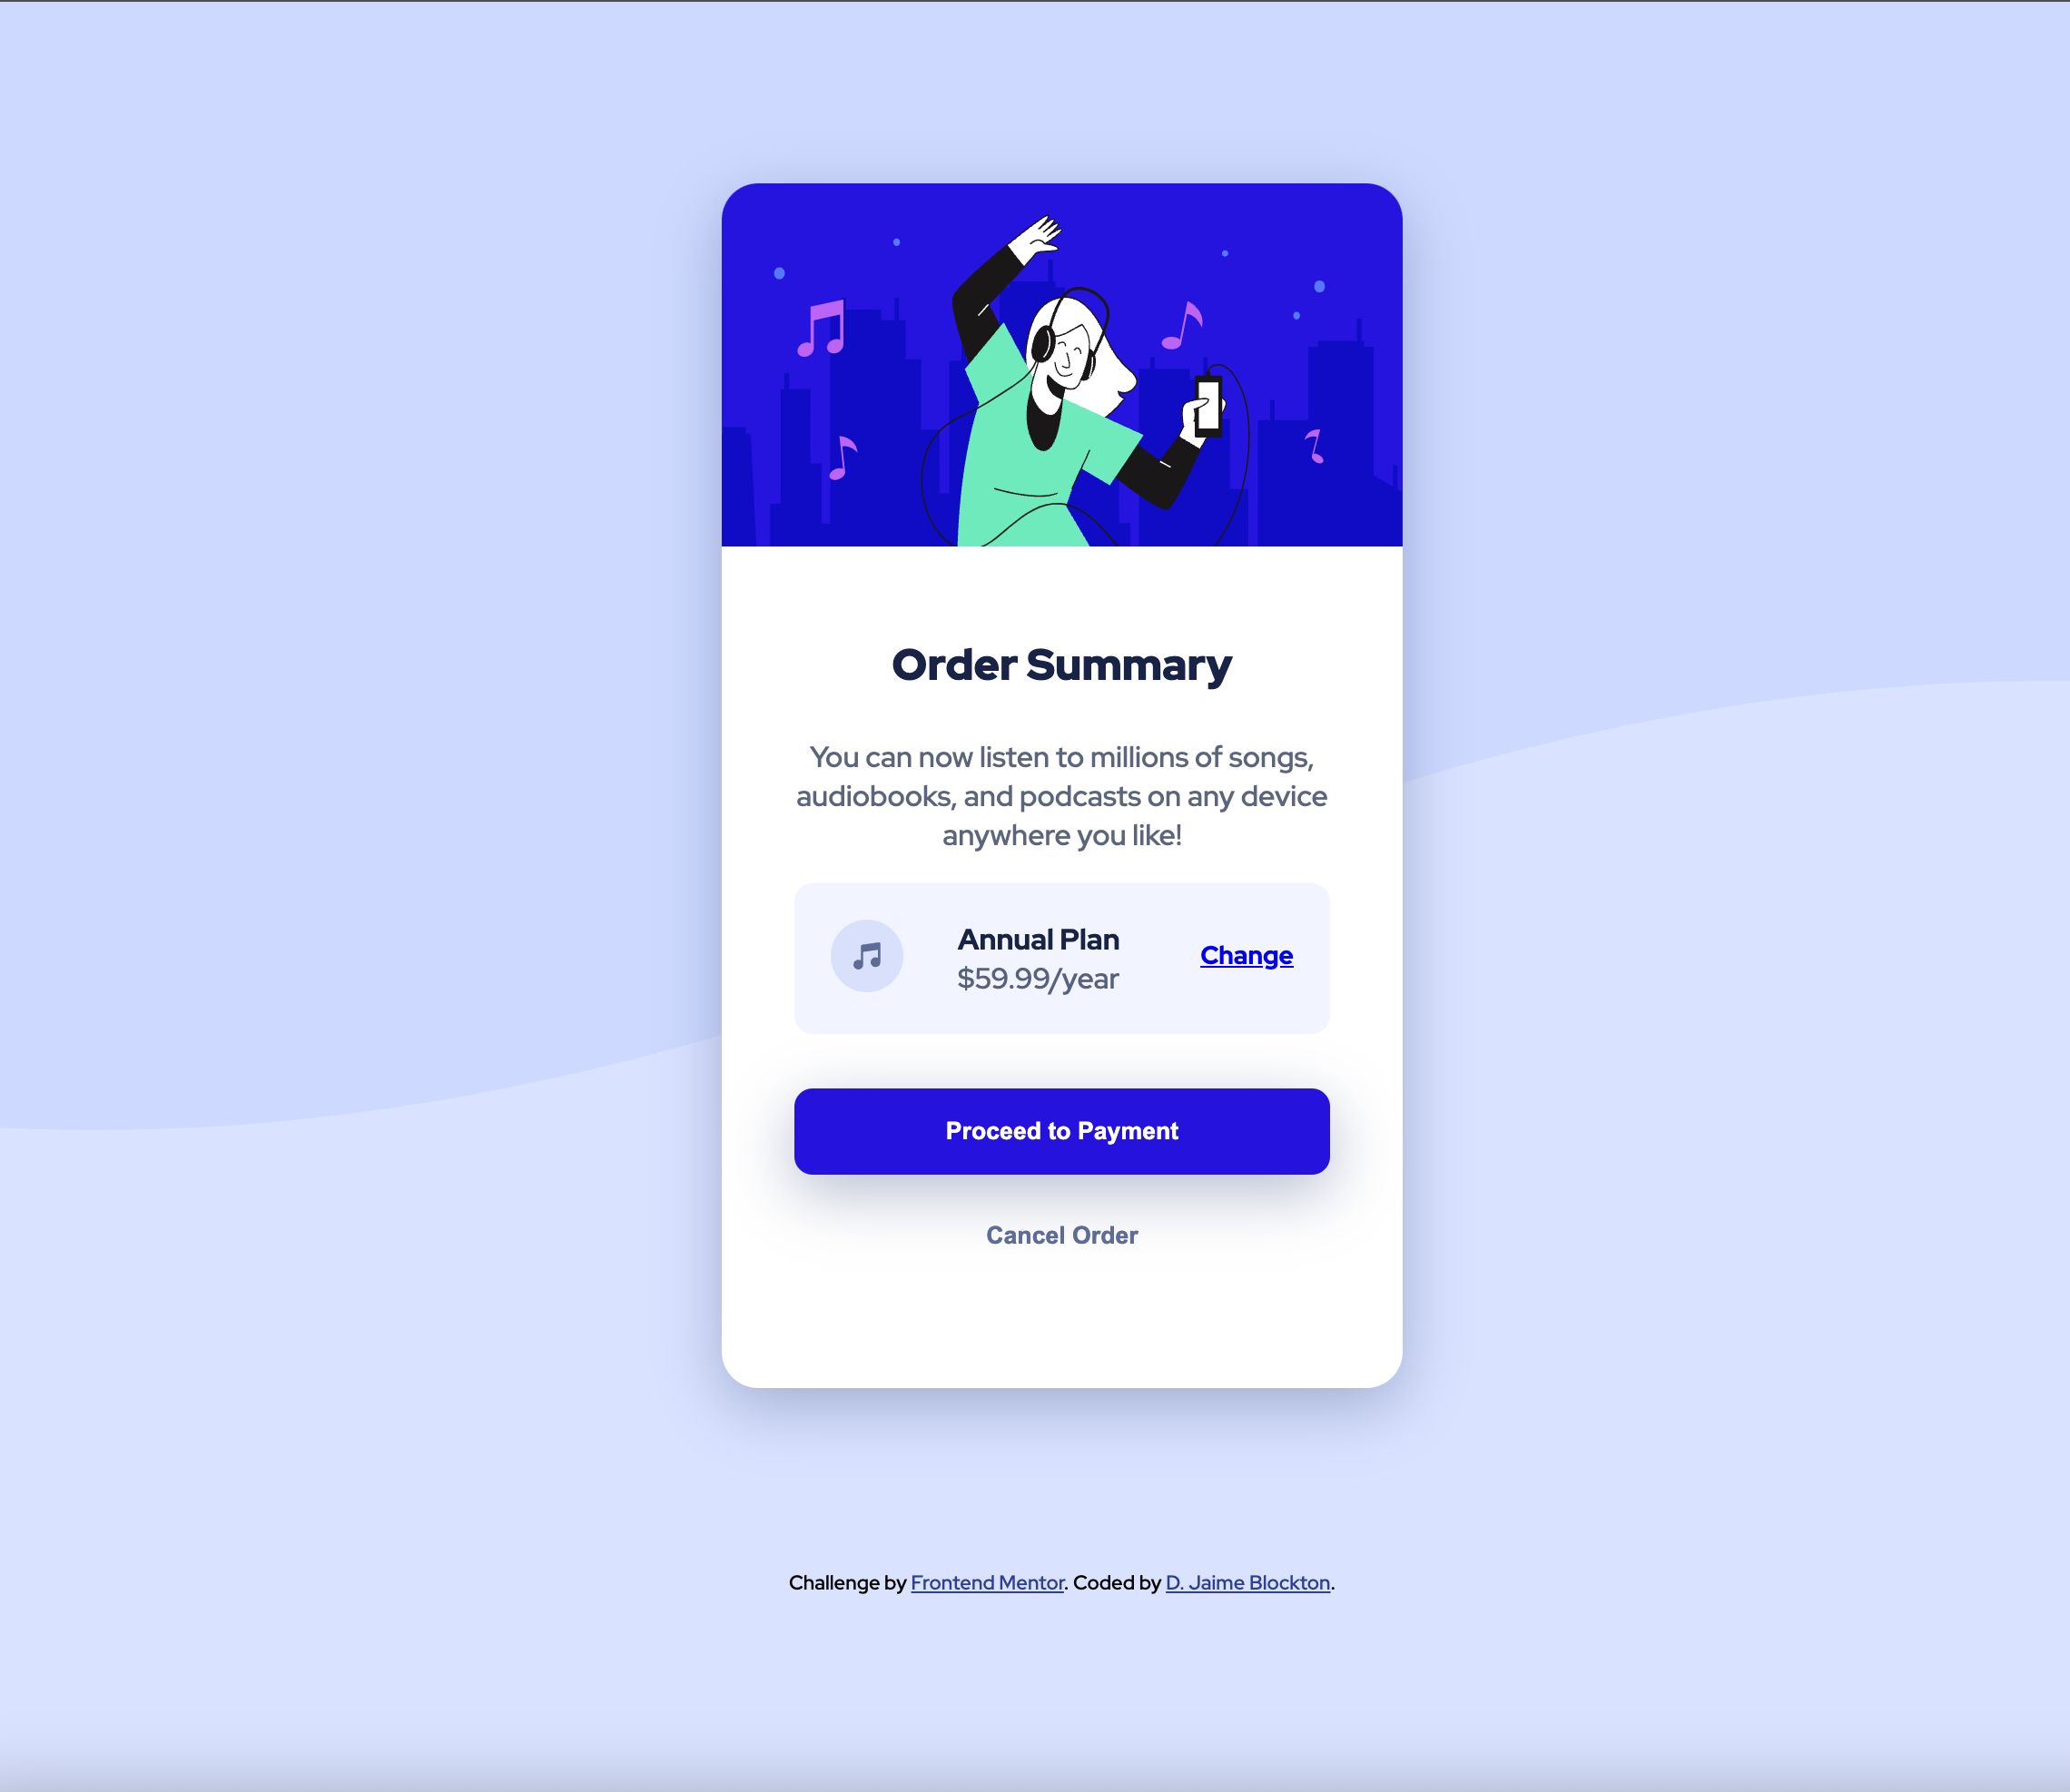 Order Summary
You can now listen to millions of songs,
audiobooks, and podcasts on any device
anywhere you like!
Annual Plan
$59.99/year
Change
Proceed to Payment
Cancel Order
Challenge by Frontend Mentor. Coded by D. Jaime Blockton.